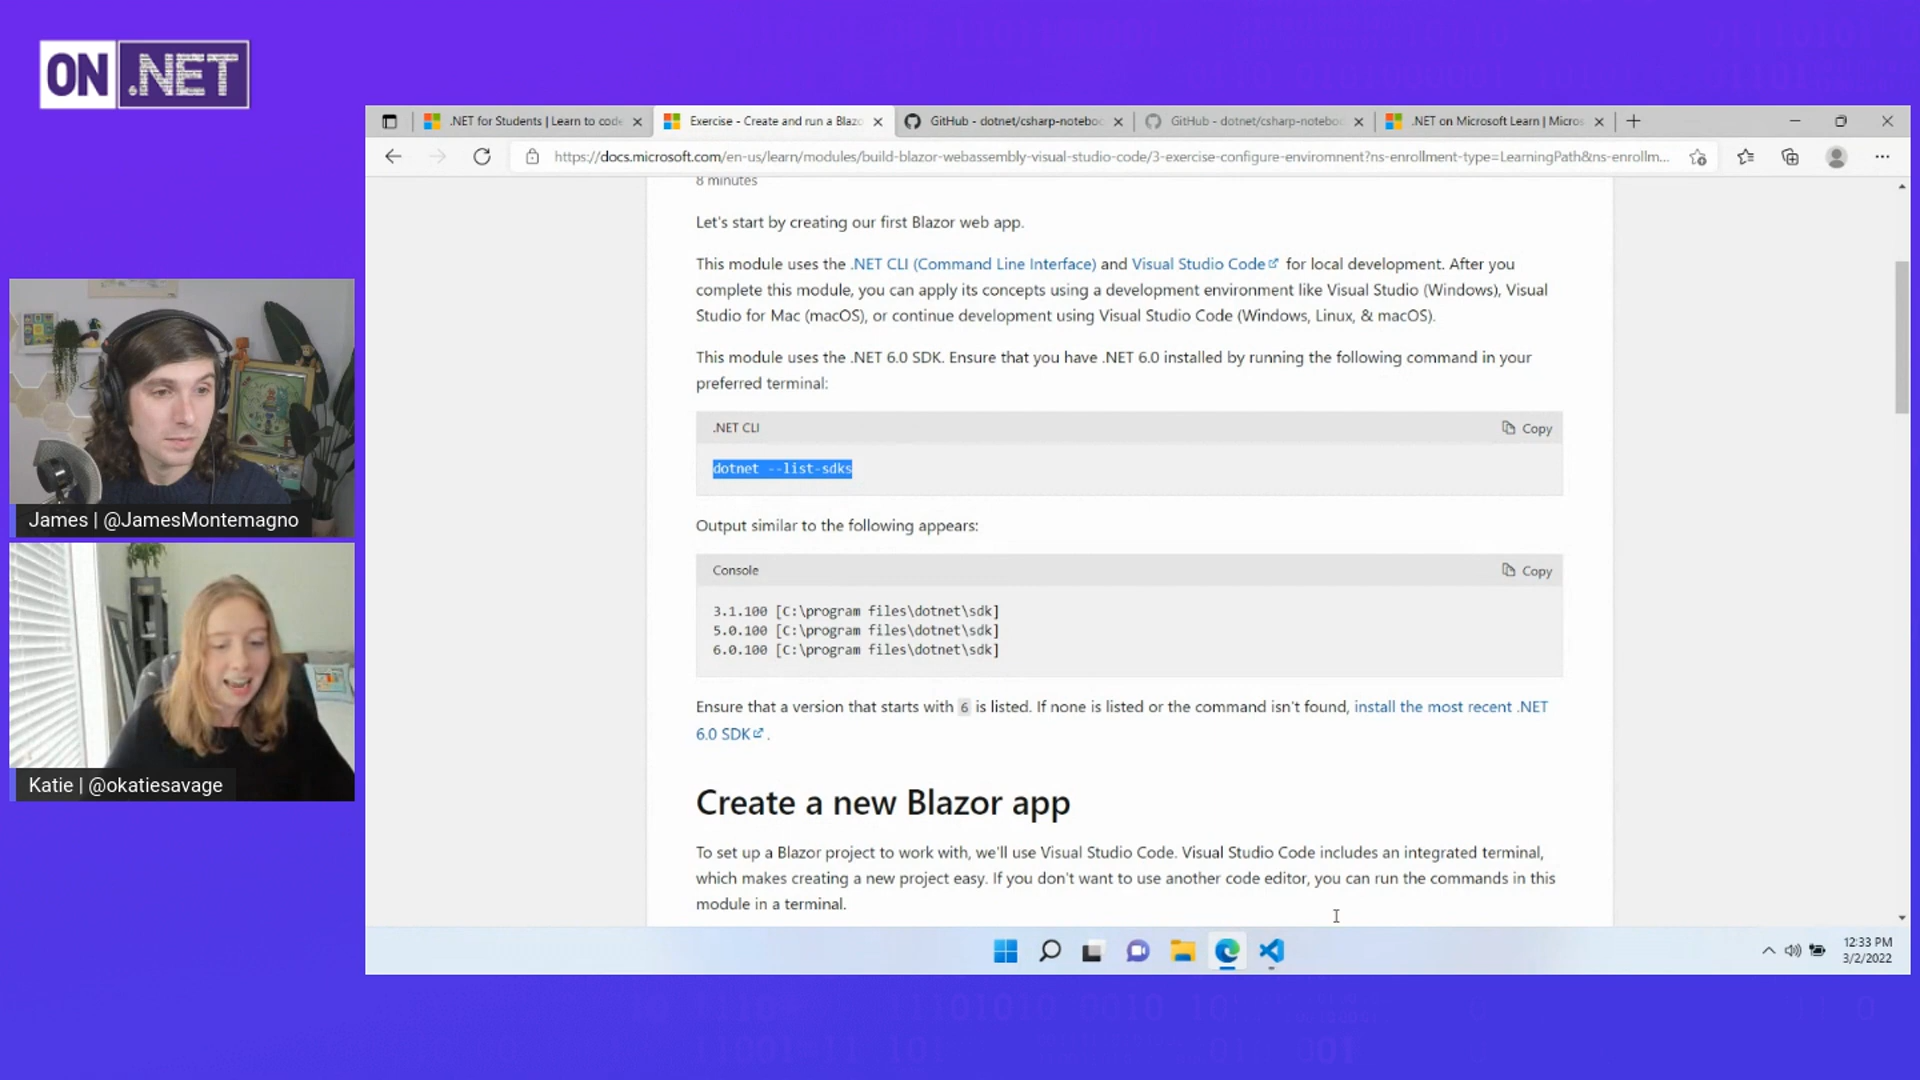 ON .NET
.NET for Students | Learn to code
Exercise - Create and run a Blazo
GitHub - dotnet/csharp-noteboo
GitHub - dotnet/csharp-noteboo
.NET on Microsoft Learn | Micros
https://docs.microsoft.com/en-us/learn/modules/build-blazor-webassembly-visual-studio-code/3-exercise-configure-enviromnent?ns-enrollment-type=LearningPath&ns-enrollm...
8 minutes
Let's start by creating our first Blazor web app.
This module uses the .NET CLI (Command Line Interface) and Visual Studio Code for local development. After you
complete this module, you can apply its concepts using a development environment like Visual Studio (Windows), Visual
Studio for Mac (macOS), or continue development using Visual Studio Code (Windows, Linux, & macOS).
This module uses the .NET 6.0 SDK. Ensure that you have .NET 6.0 installed by running the following command in your
preferred terminal:
.NET CLI
Copy
dotnet --list-sdks
Output similar to the following appears:
Console
Copy
3.1.100 [C:\program files\dotnet\sdk]
5.0.100 [C:\program files\dotnet\sdk]
6.0.100 [C:\program files\dotnet\sdk]
Ensure that a version that starts with 6 is listed. If none is listed or the command isn't found, install the most recent .NET
6.0 SDK .
Create a new Blazor app
To set up a Blazor project to work with, we'll use Visual Studio Code. Visual Studio Code includes an integrated terminal,
which makes creating a new project easy. If you don't want to use another code editor, you can run the commands in this
module in a terminal.
12:33 PM
3/2/2022
James | @JamesMontemagno
Katie | @okatiesavage